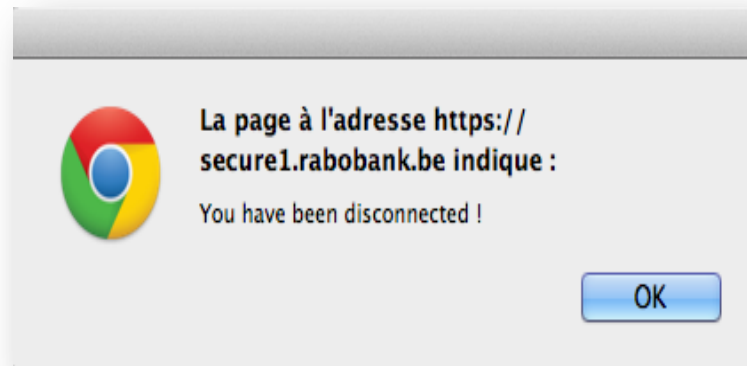 La page à l'adresse https://
secure1.rabobank.be indique :
You have been disconnected !
OK